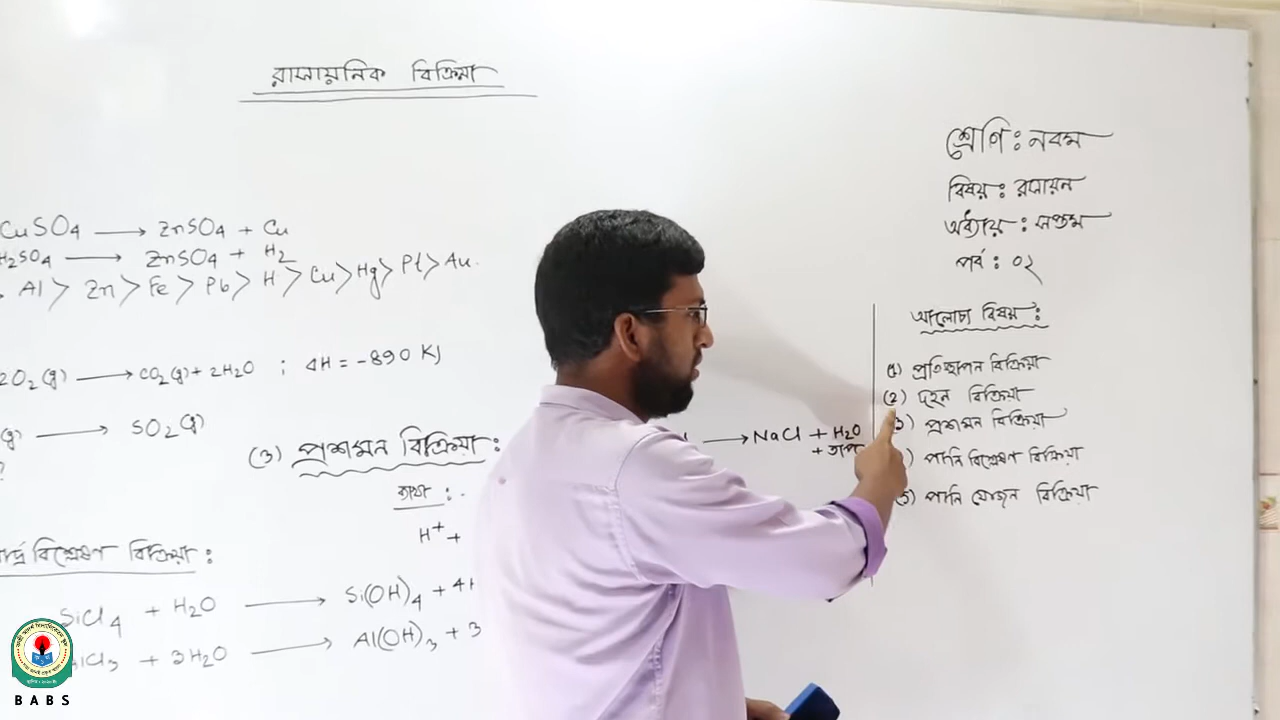 রাসায়নিক বিক্রিয়া
CuSO4 → ZnSO4 + Cu
H2SO4 → ZnSO4 + H2
Al > Zn > Fe > Pb > H > Cu > Hg > Pt > Au.
2O2(g) → CO2(g) + 2H2O ; ΔH = -890 KJ
(g) → SO2(g)
?
(৩) প্রশমন বিক্রিয়া :
→ NaCl + H2O
+ তাপ
H+ +
বিশ্লেষণ বিক্রিয়া :
SiCl4 + H2O → Si(OH)4 + 4H
AlCl3 + 3H2O → Al(OH)3 + 3
শ্রেণি : নবম
বিষয় : রসায়ন
অধ্যায় : সপ্তম
পর্ব : ০২
আলোচ্য বিষয় :
(১) প্রতিস্থাপন বিক্রিয়া
(২) দহন বিক্রিয়া
৩) প্রশমন বিক্রিয়া
) পানি বিশ্লেষণ বিক্রিয়া
(৫) পানি যোজন বিক্রিয়া
BABS